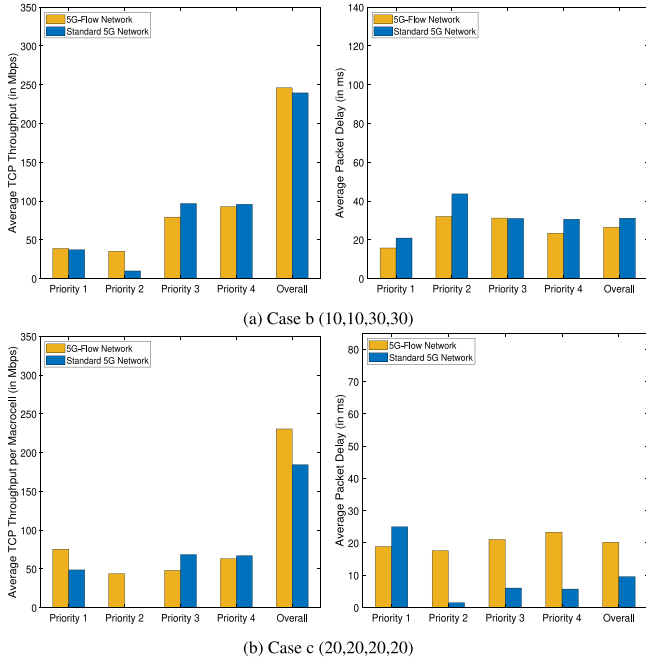 350
300
250
200
150
100
50
0
Average TCP Throughput (in Mbps)
5G-Flow Network
Standard 5G Network
Priority 1 Priority 2 Priority 3 Priority 4 Overall
140
120
100
80
60
40
20
0
Average Packet Delay (in ms)
5G-Flow Network
Standard 5G Network
Priority 1 Priority 2 Priority 3 Priority 4 Overall
(a) Case b (10,10,30,30)
350
300
250
200
150
100
50
0
Average TCP Throughput per Macrocell (in Mbps)
5G-Flow Network
Standard 5G Network
Priority 1 Priority 2 Priority 3 Priority 4 Overall
80
70
60
50
40
30
20
10
0
Average Packet Delay (in ms)
5G-Flow Network
Standard 5G Network
Priority 1 Priority 2 Priority 3 Priority 4 Overall
(b) Case c (20,20,20,20)